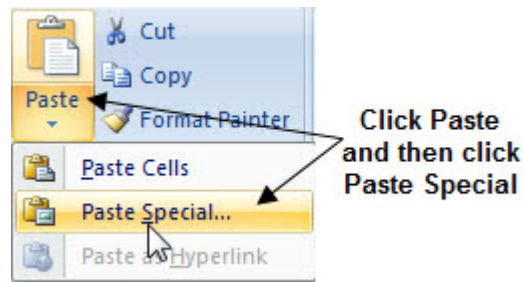 Cut
Copy
Paste
Format Painter
Click Paste
and then click
Paste Special
Paste Cells
Paste Special...
Paste as Hyperlink